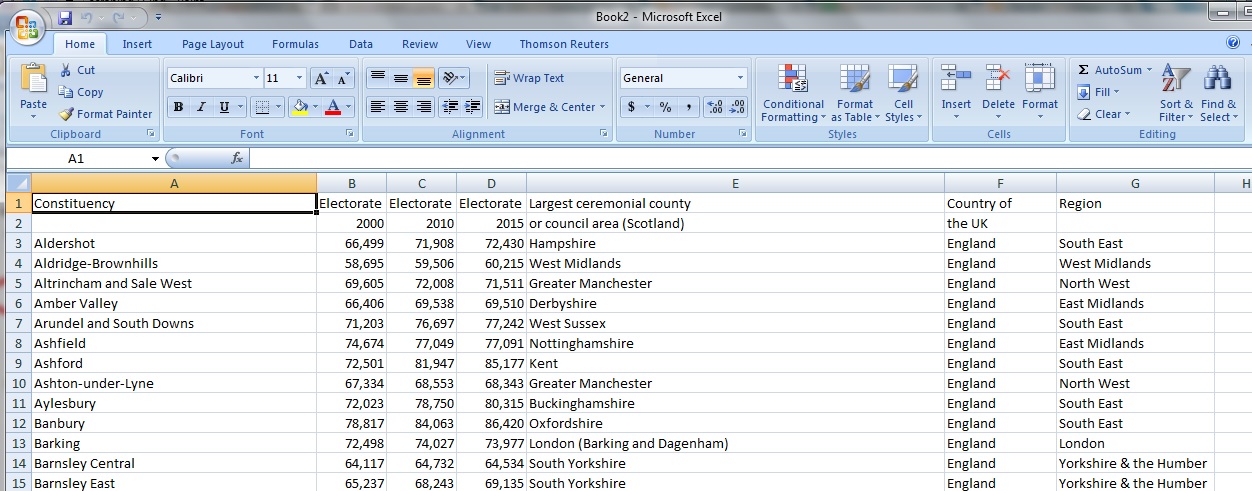 Book2 - Microsoft Excel
Home Insert Page Layout Formulas Data Review View Thomson Reuters
Paste
Cut
Copy
Format Painter
Clipboard
Calibri 11 A A
B I U A
Font
Wrap Text
Merge & Center
Alignment
General
$ % , .0 .00 .00 .0
Number
Conditional Formatting
Format as Table
Cell Styles
Styles
Insert Delete Format
Cells
Σ AutoSum
Fill
Clear
Sort & Filter
Find & Select
Editing
A1 fx
A B C D E F G H
1 Constituency Electorate Electorate Electorate Largest ceremonial county Country of Region
2 2000 2010 2015 or council area (Scotland) the UK
3 Aldershot 66,499 71,908 72,430 Hampshire England South East
4 Aldridge-Brownhills 58,695 59,506 60,215 West Midlands England West Midlands
5 Altrincham and Sale West 69,605 72,008 71,511 Greater Manchester England North West
6 Amber Valley 66,406 69,538 69,510 Derbyshire England East Midlands
7 Arundel and South Downs 71,203 76,697 77,242 West Sussex England South East
8 Ashfield 74,674 77,049 77,091 Nottinghamshire England East Midlands
9 Ashford 72,501 81,947 85,177 Kent England South East
10 Ashton-under-Lyne 67,334 68,553 68,343 Greater Manchester England North West
11 Aylesbury 72,023 78,750 80,315 Buckinghamshire England South East
12 Banbury 78,817 84,063 86,420 Oxfordshire England South East
13 Barking 72,498 74,027 73,977 London (Barking and Dagenham) England London
14 Barnsley Central 64,117 64,732 64,534 South Yorkshire England Yorkshire & the Humber
15 Barnsley East 65,237 68,243 69,135 South Yorkshire England Yorkshire & the Humber